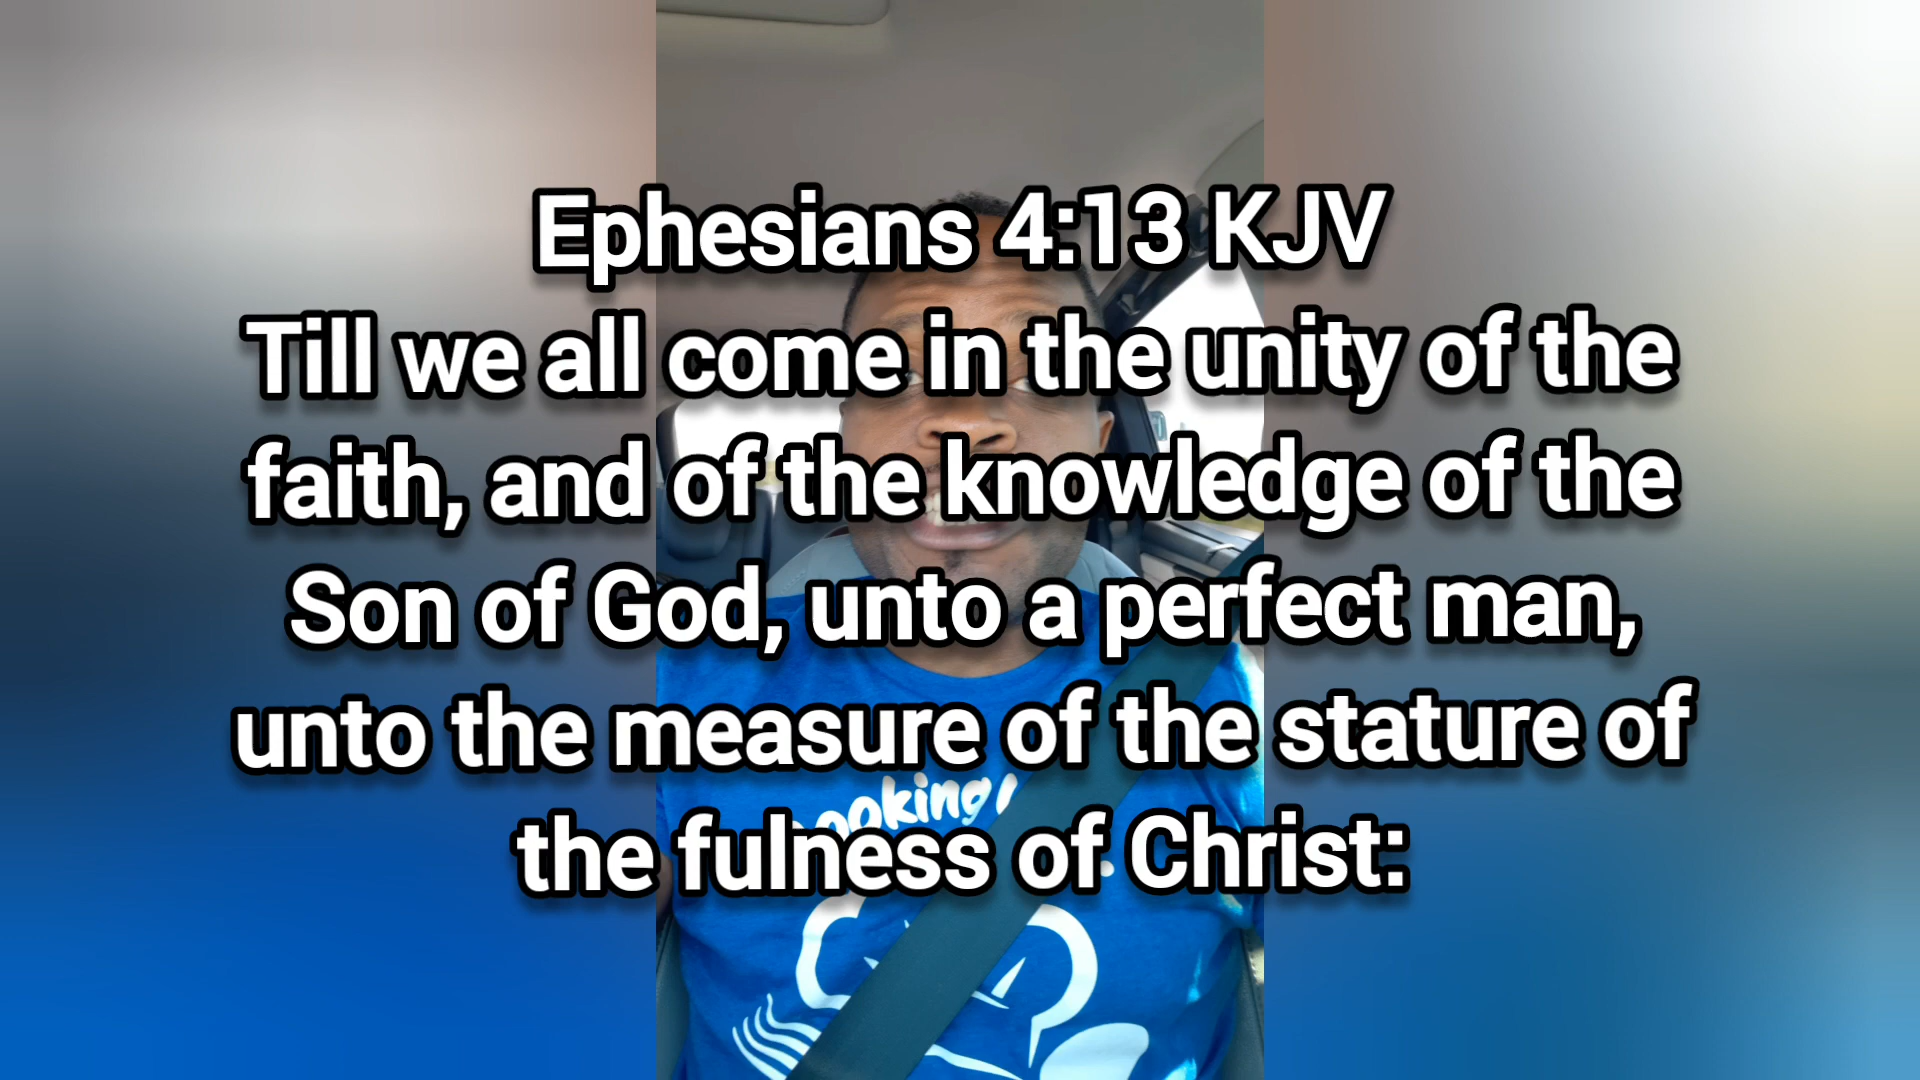 Ephesians 4:13 KJV
Till we all come in the unity of the
faith, and of the knowledge of the
Son of God, unto a perfect man,
unto the measure of the stature of
the fulness of Christ: